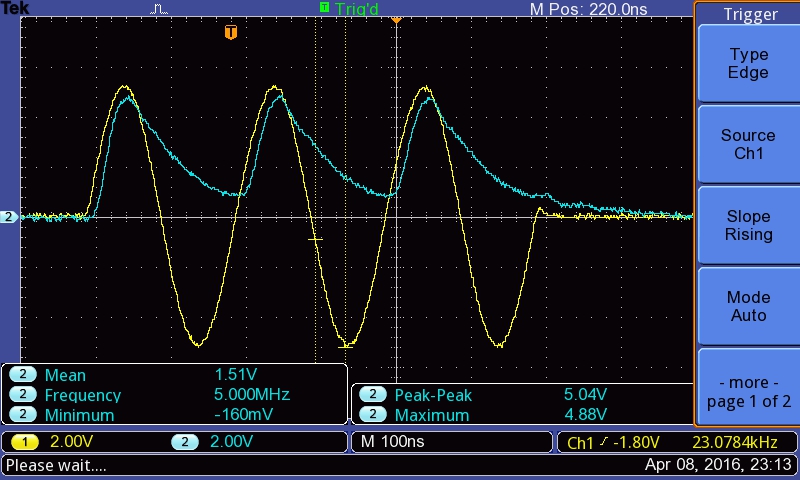 Tek
T Trig'd
M Pos: 220.0ns
Trigger
T
Type
Edge
Source
Ch1
2
Slope
Rising
Mode
Auto
- more -
page 1 of 2
2 Mean 1.51V
2 Frequency 5.000MHz
2 Minimum -160mV
2 Peak-Peak 5.04V
2 Maximum 4.88V
1 2.00V
2 2.00V
M 100ns
Ch1 -1.80V 23.0784kHz
Please wait....
Apr 08, 2016, 23:13